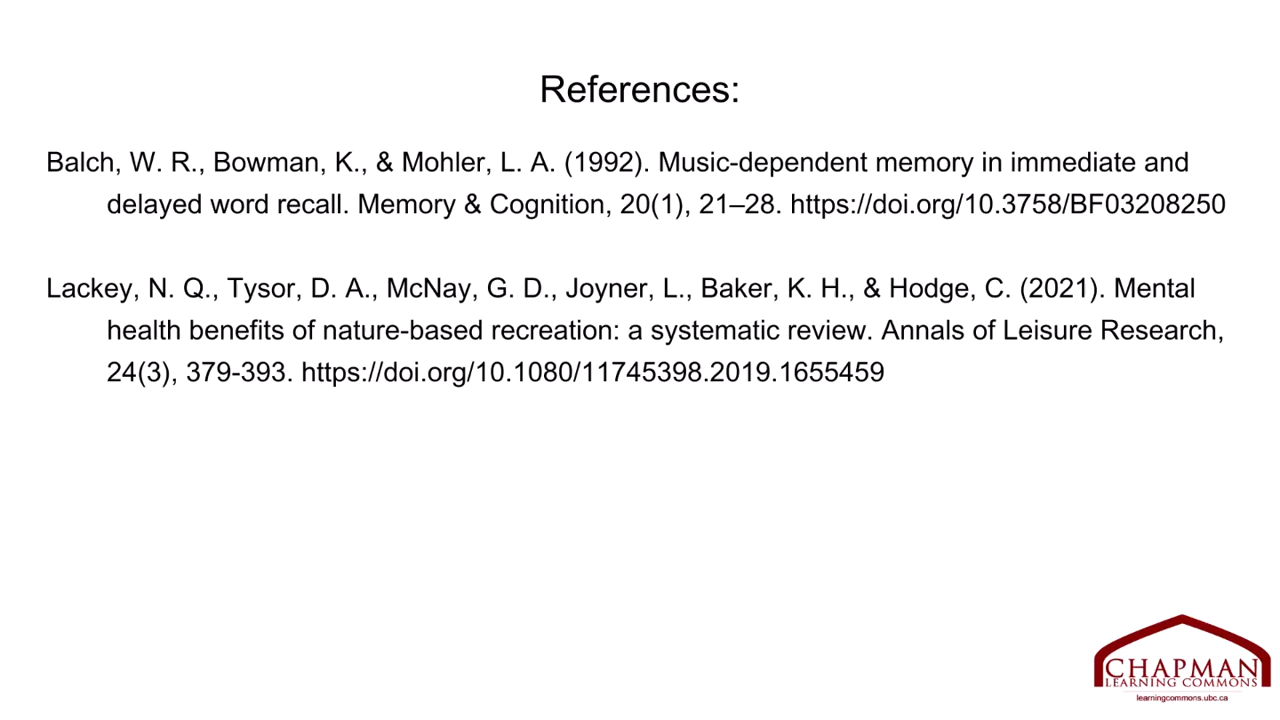 References:
Balch, W. R., Bowman, K., & Mohler, L. A. (1992). Music-dependent memory in immediate and
delayed word recall. Memory & Cognition, 20(1), 21–28. https://doi.org/10.3758/BF03208250
Lackey, N. Q., Tysor, D. A., McNay, G. D., Joyner, L., Baker, K. H., & Hodge, C. (2021). Mental
health benefits of nature-based recreation: a systematic review. Annals of Leisure Research,
24(3), 379-393. https://doi.org/10.1080/11745398.2019.1655459
CHAPMAN
LEARNING COMMONS
learningcommons.ubc.ca